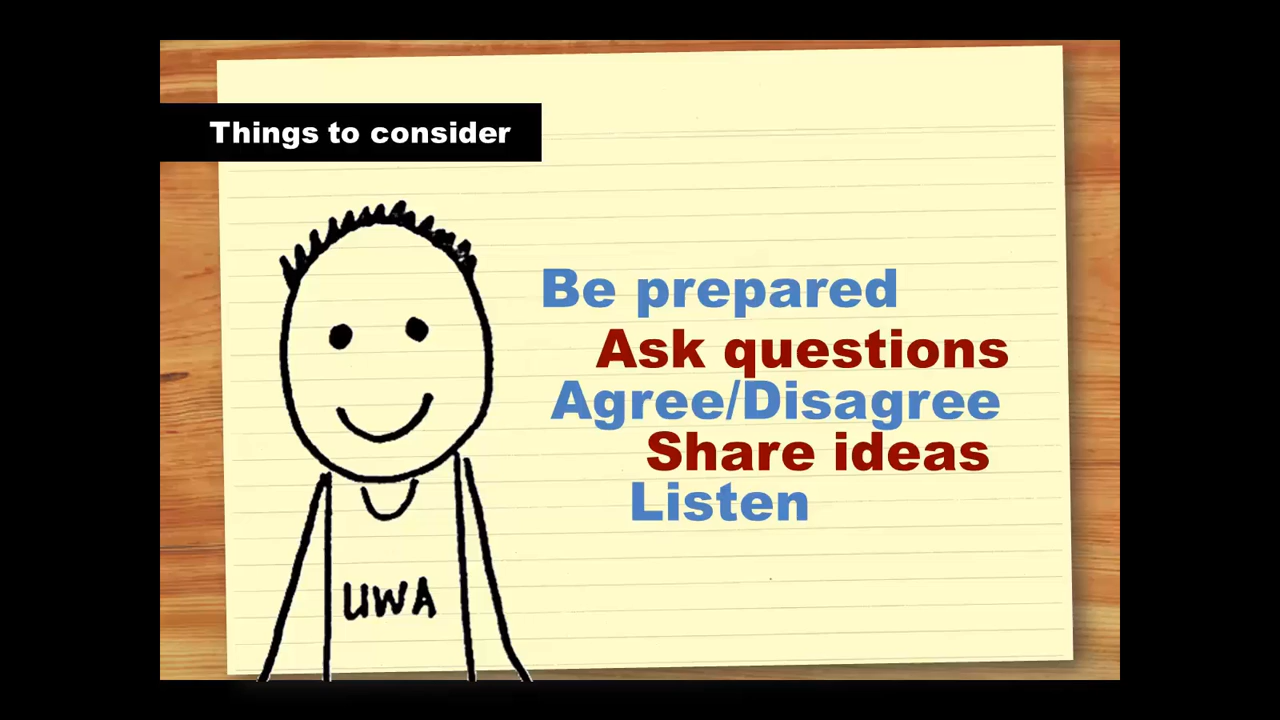 Things to consider
Be prepared
Ask questions
Agree/Disagree
Share ideas
Listen
UWA